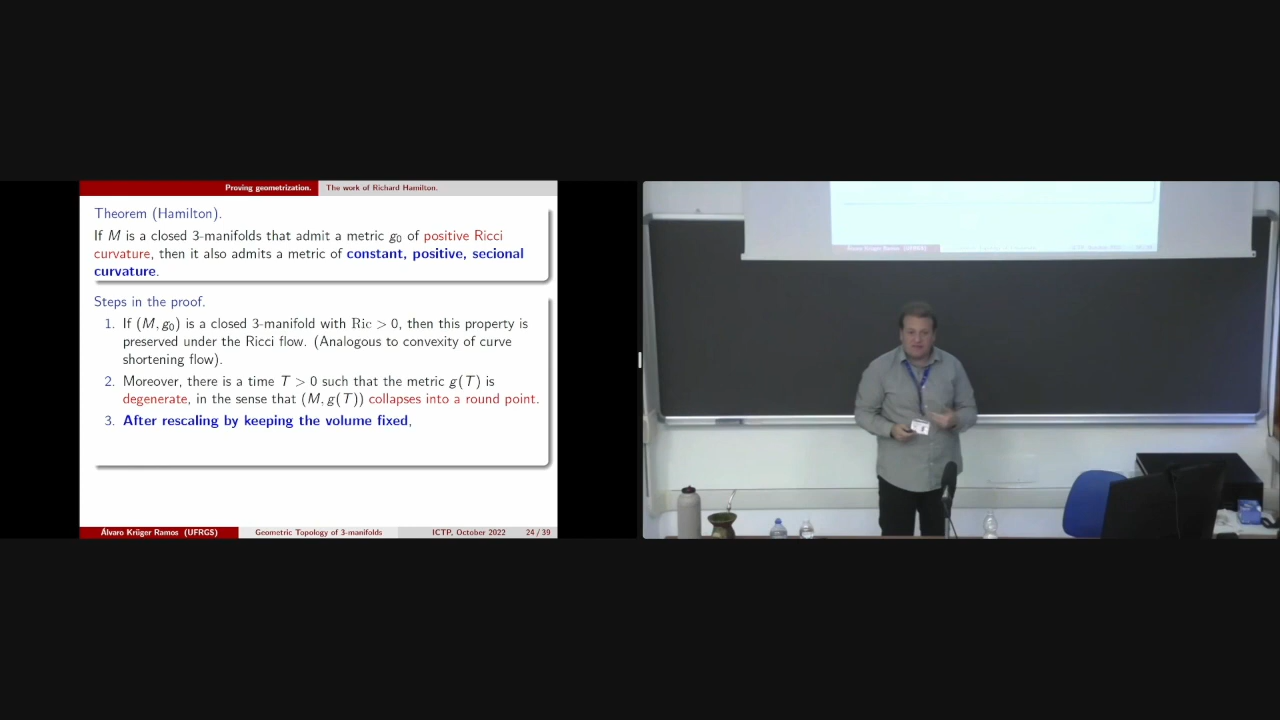 Proving geometrization. The work of Richard Hamilton.
Theorem (Hamilton).
If M is a closed 3-manifolds that admit a metric g₀ of positive Ricci
curvature, then it also admits a metric of constant, positive, secional
curvature.
Steps in the proof.
1. If (M, g₀) is a closed 3-manifold with Ric > 0, then this property is
preserved under the Ricci flow. (Analogous to convexity of curve
shortening flow).
2. Moreover, there is a time T > 0 such that the metric g(T) is
degenerate, in the sense that (M, g(T)) collapses into a round point.
3. After rescaling by keeping the volume fixed,
Álvaro Krüger Ramos (UFRGS) Geometric Topology of 3-manifolds ICTP, October 2022 24 / 39